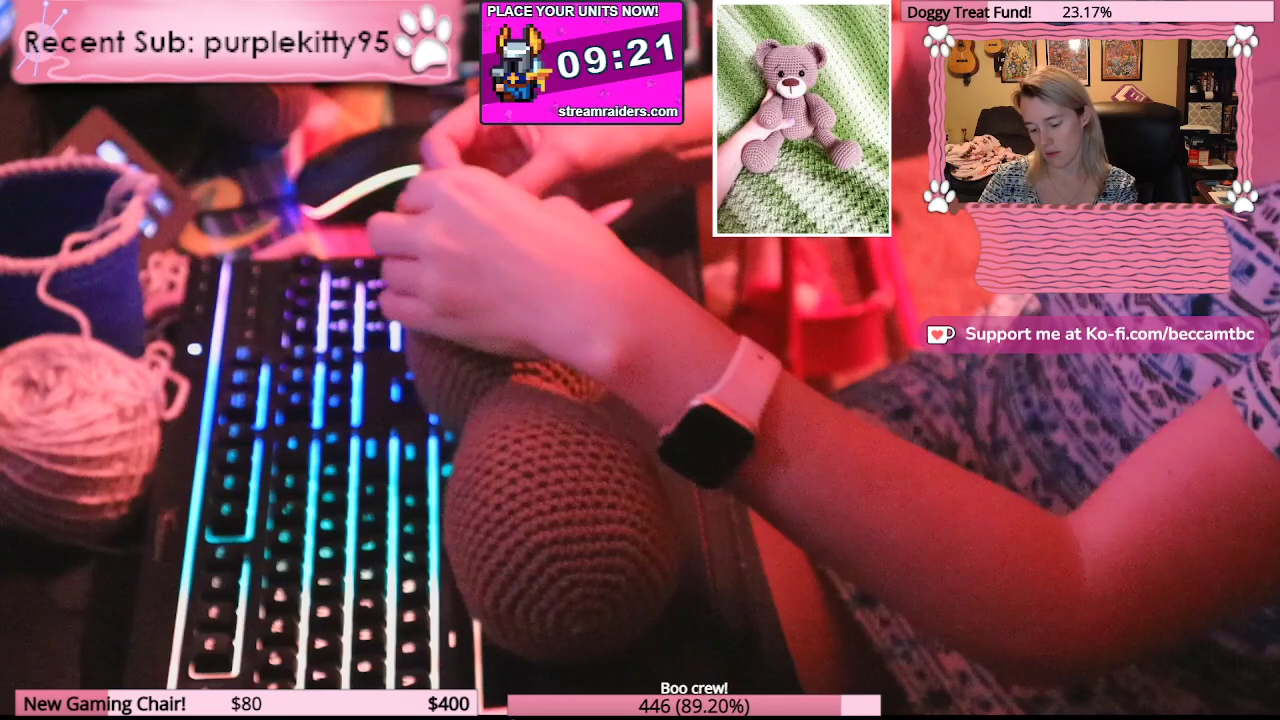 Recent Sub: purplekitty95
PLACE YOUR UNITS NOW!
09:21
streamraiders.com
Doggy Treat Fund! 23.17%
Support me at Ko-fi.com/beccamtbc
New Gaming Chair! $80 $400
Boo crew!
446 (89.20%)